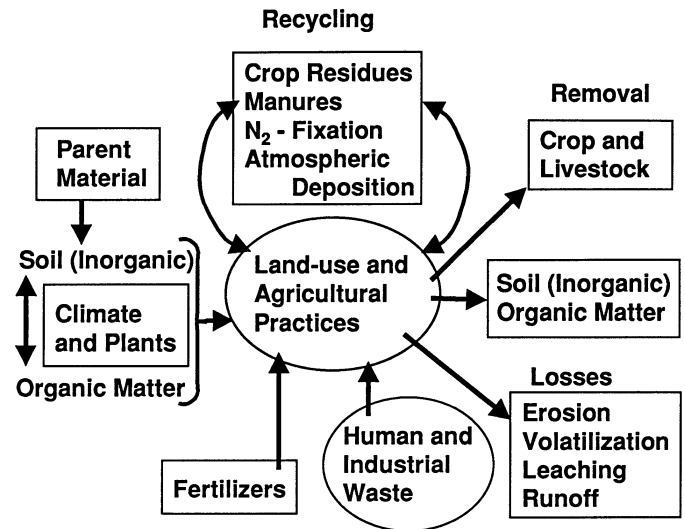 Recycling
Crop Residues
Manures
N₂ - Fixation
Atmospheric
Deposition
Removal
Crop and
Livestock
Parent
Material
Soil (Inorganic)
Climate
and Plants
Organic Matter
Land-use and
Agricultural
Practices
Soil (Inorganic)
Organic Matter
Losses
Erosion
Volatilization
Leaching
Runoff
Fertilizers
Human and
Industrial
Waste